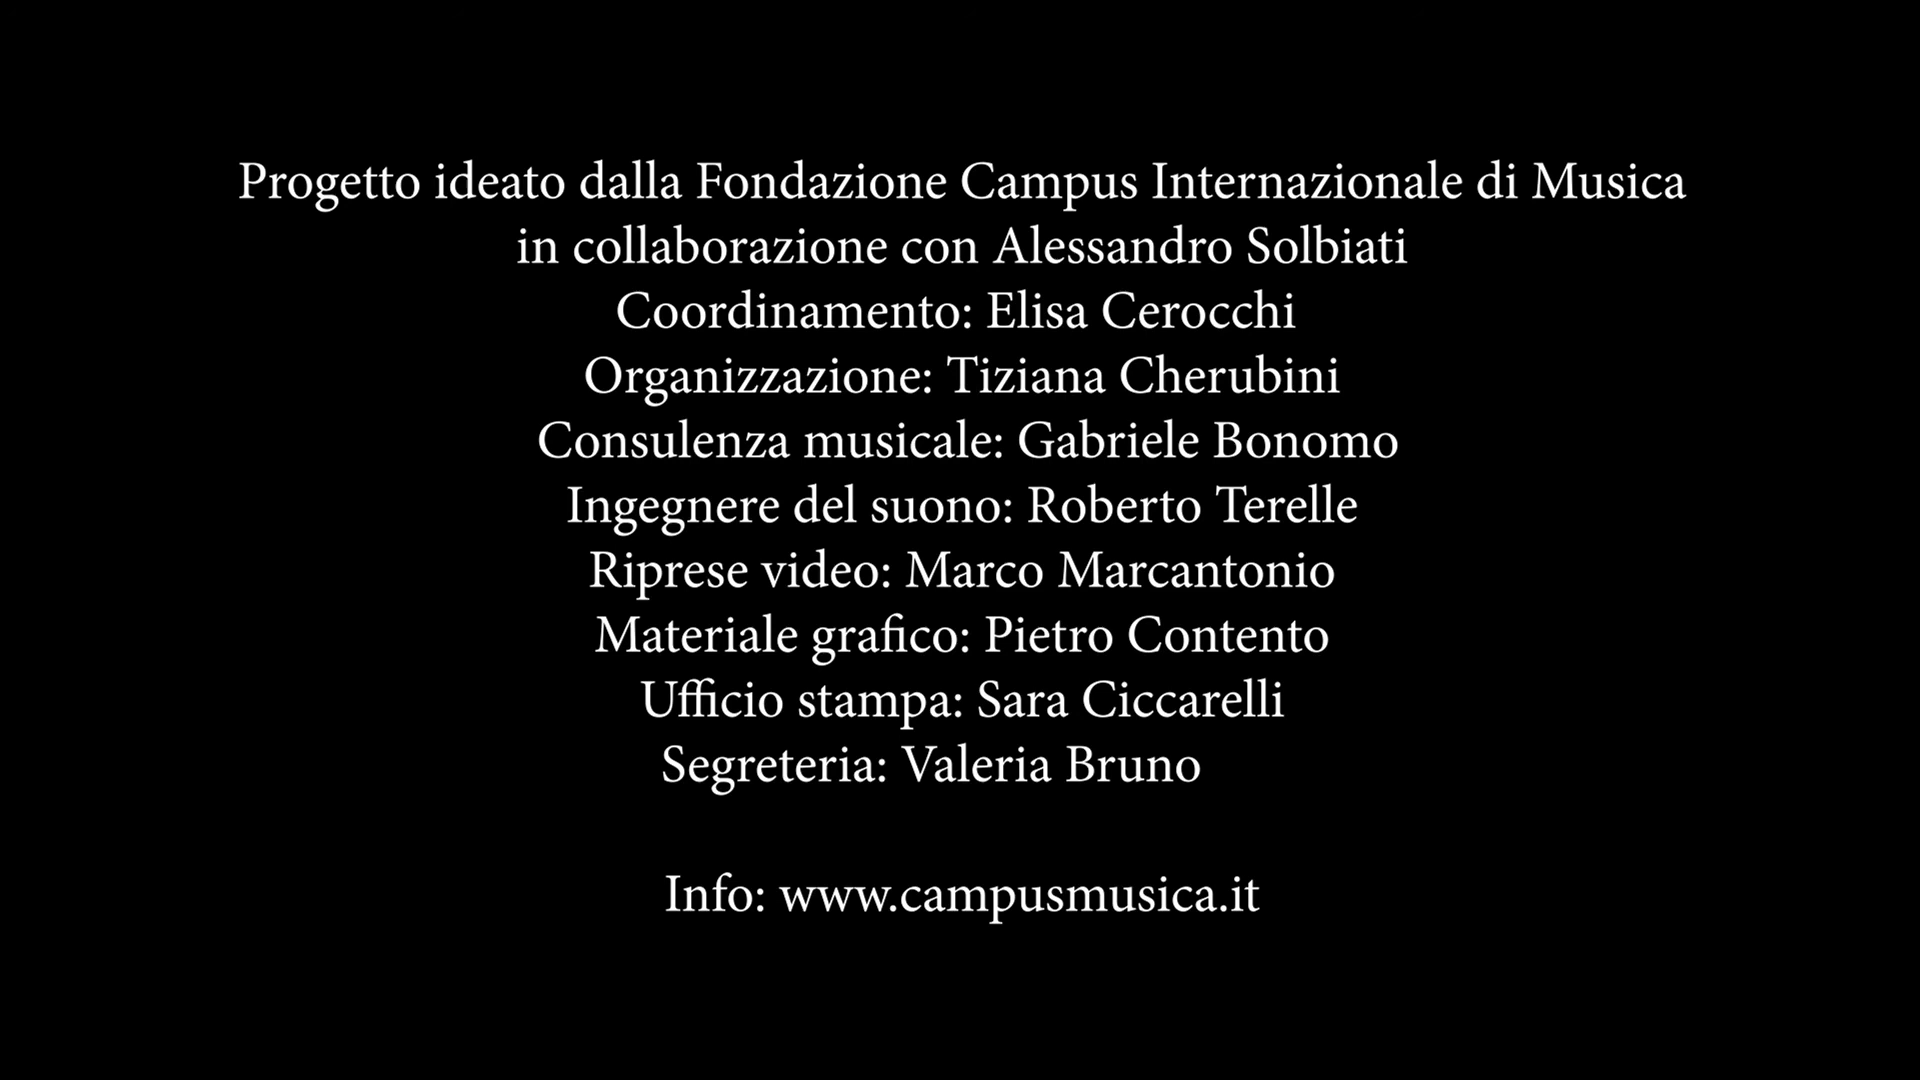 Progetto ideato dalla Fondazione Campus Internazionale di Musica
in collaborazione con Alessandro Solbiati
Coordinamento: Elisa Cerocchi
Organizzazione: Tiziana Cherubini
Consulenza musicale: Gabriele Bonomo
Ingegnere del suono: Roberto Terelle
Riprese video: Marco Marcantonio
Materiale grafico: Pietro Contento
Ufficio stampa: Sara Ciccarelli
Segreteria: Valeria Bruno
Info: www.campusmusica.it